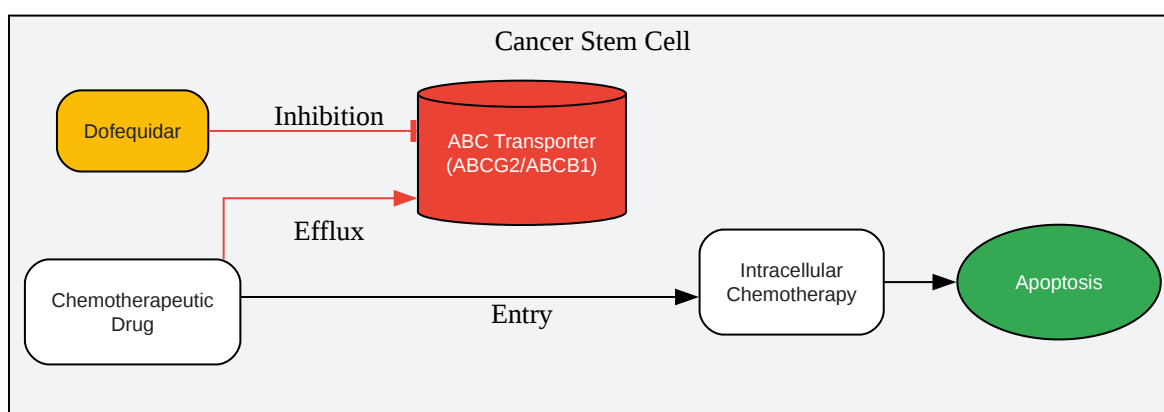 Cancer Stem Cell
Dofequidar
Inhibition
ABC Transporter
(ABCG2/ABCB1)
Efflux
Chemotherapeutic
Drug
Entry
Intracellular
Chemotherapy
Apoptosis